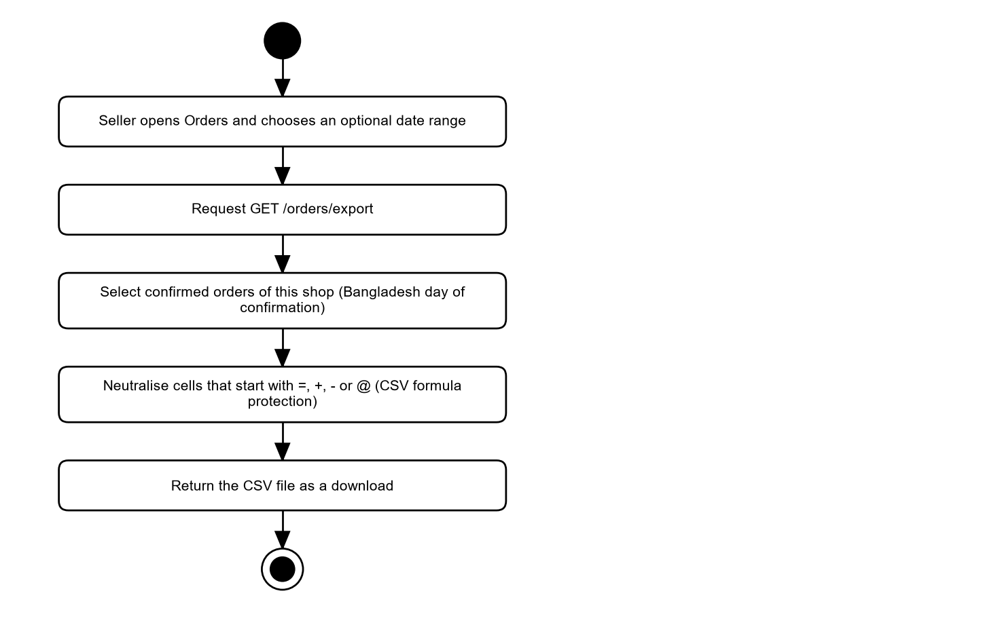 Seller opens Orders and chooses an optional date range
Request GET /orders/export
Select confirmed orders of this shop (Bangladesh day of
confirmation)
Neutralise cells that start with =, +, - or @ (CSV formula
protection)
Return the CSV file as a download